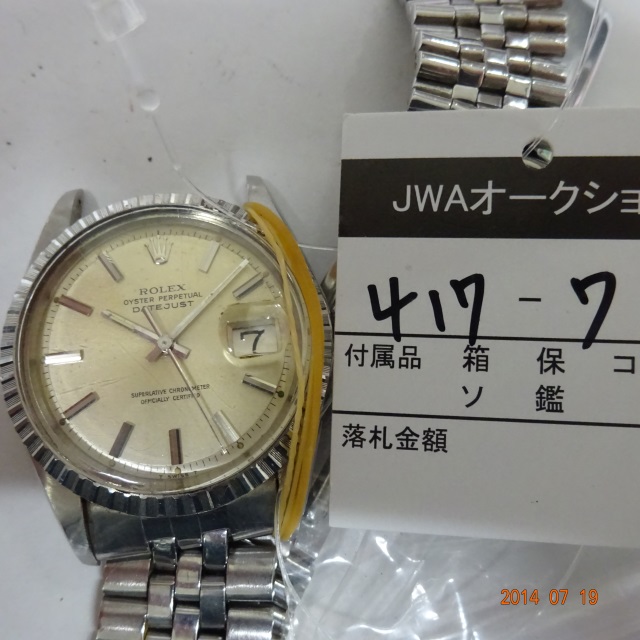 ROLEX
OYSTER PERPETUAL
DATEJUST
7
SUPERLATIVE CHRONOMETER
OFFICIALLY CERTIFIED
JWAオークショ
417-7
付属品 箱 保 コ
ソ 鑑
落札金額
2014 07 19